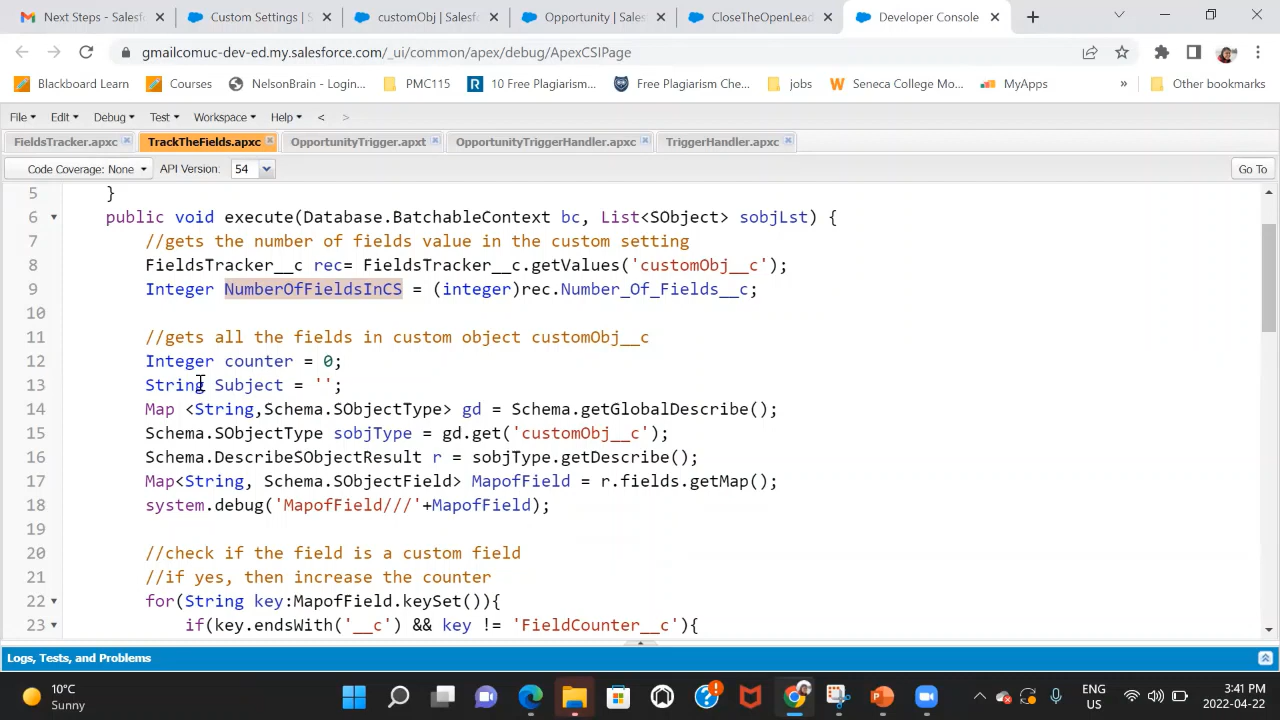 Next Steps - Salesfo
Custom Settings | S
customObj | Salesfo
Opportunity | Sales
CloseTheOpenLead
Developer Console
gmailcomuc-dev-ed.my.salesforce.com/_ui/common/apex/debug/ApexCSIPage
Blackboard Learn
Courses
NelsonBrain - Login...
PMC115
10 Free Plagiarism...
Free Plagiarism Che...
jobs
Seneca College Mo...
MyApps
»
Other bookmarks
File Edit Debug Test Workspace Help < >
FieldsTracker.apxc
TrackTheFields.apxc
OpportunityTrigger.apxt
OpportunityTriggerHandler.apxc
TriggerHandler.apxc
Code Coverage: None API Version: 54 Go To
5 }
6 public void execute(Database.BatchableContext bc, List<SObject> sobjLst) {
7 //gets the number of fields value in the custom setting
8 FieldsTracker__c rec= FieldsTracker__c.getValues('customObj__c');
9 Integer NumberOfFieldsInCS = (integer)rec.Number_Of_Fields__c;
10
11 //gets all the fields in custom object customObj__c
12 Integer counter = 0;
13 String Subject = '';
14 Map <String,Schema.SObjectType> gd = Schema.getGlobalDescribe();
15 Schema.SObjectType sobjType = gd.get('customObj__c');
16 Schema.DescribeSObjectResult r = sobjType.getDescribe();
17 Map<String, Schema.SObjectField> MapofField = r.fields.getMap();
18 system.debug('MapofField///'+MapofField);
19
20 //check if the field is a custom field
21 //if yes, then increase the counter
22 for(String key:MapofField.keySet()){
23 if(key.endsWith('__c') && key != 'FieldCounter__c'){
Logs, Tests, and Problems
10°C
Sunny
ENG
US
3:41 PM
2022-04-22